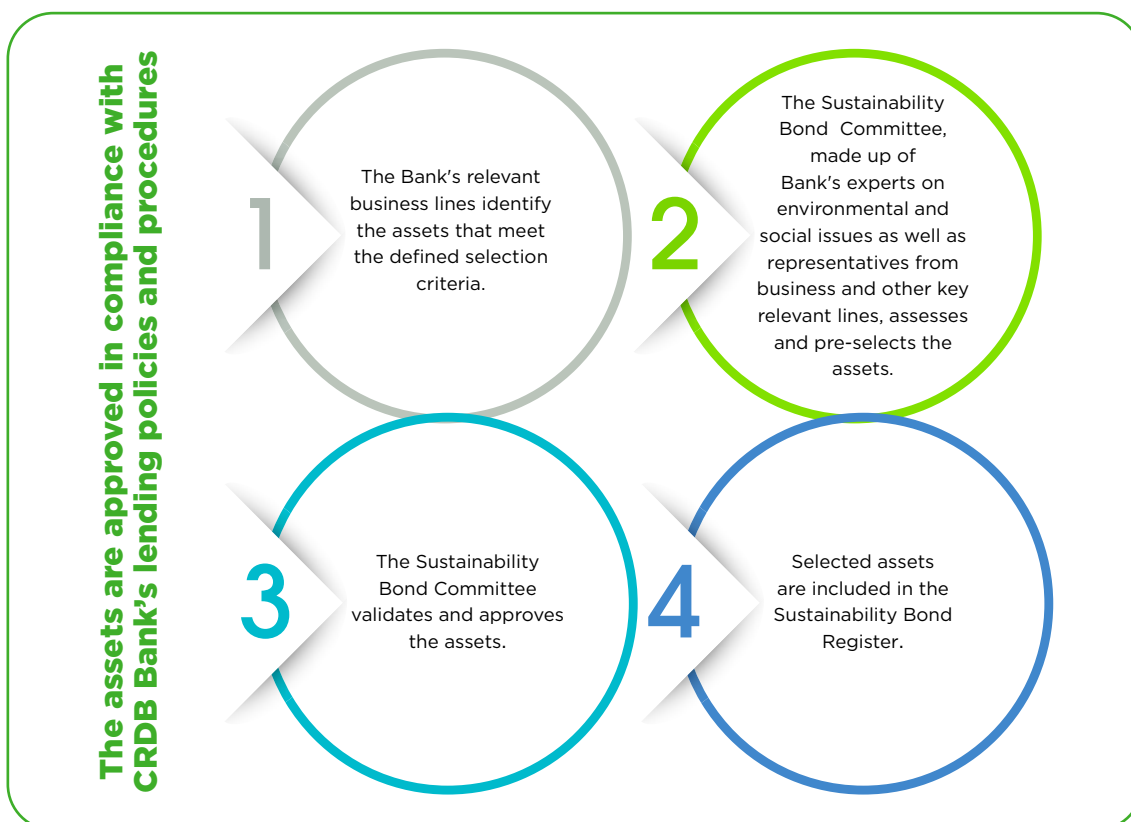 The assets are approved in compliance with
CRDB Bank's lending policies and procedures
1
The Bank's relevant
business lines identify
the assets that meet
the defined selection
criteria.
2
The Sustainability
Bond Committee,
made up of
Bank's experts on
environmental and
social issues as well as
representatives from
business and other key
relevant lines, assesses
and pre-selects the
assets.
3
The Sustainability
Bond Committee
validates and approves
the assets.
4
Selected assets
are included in the
Sustainability Bond
Register.